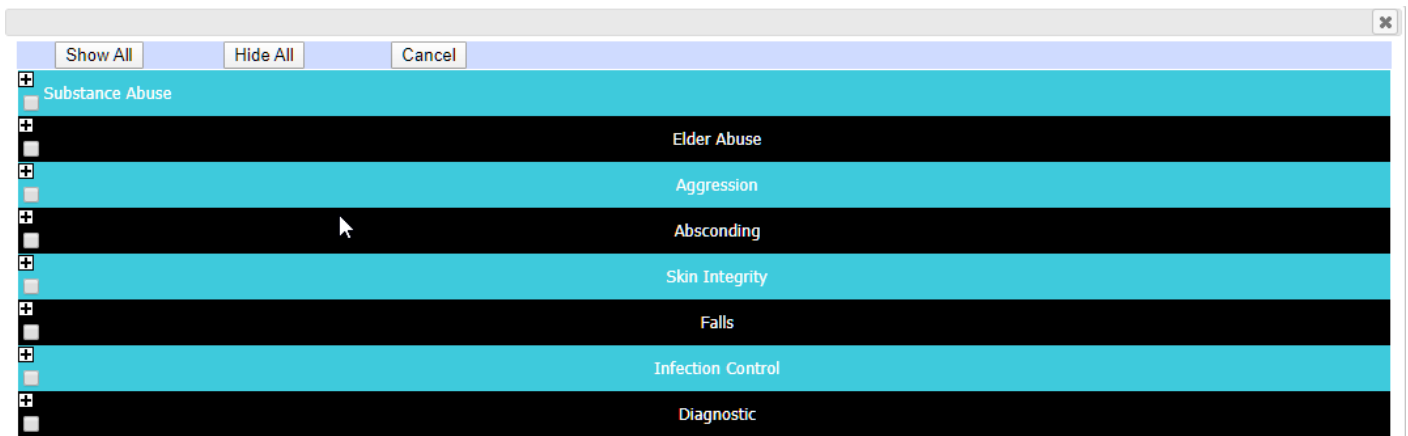 Show All Hide All Cancel
Substance Abuse
Elder Abuse
Aggression
Absconding
Skin Integrity
Falls
Infection Control
Diagnostic